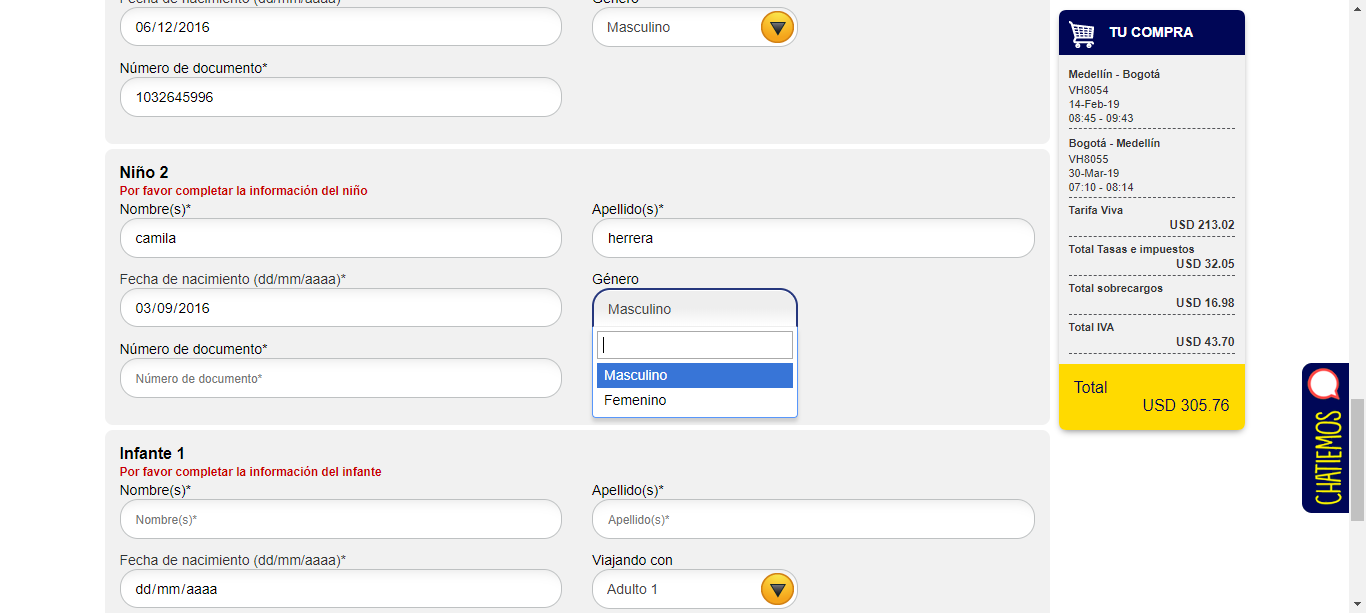 Fecha de nacimiento (dd/mm/aaaa)*
Género
06/12/2016
Masculino
Número de documento*
1032645996
Niño 2
Por favor completar la información del niño
Nombre(s)*
Apellido(s)*
camila
herrera
Fecha de nacimiento (dd/mm/aaaa)*
Género
03/09/2016
Masculino
Masculino
Femenino
Número de documento*
Número de documento*
Infante 1
Por favor completar la información del infante
Nombre(s)*
Apellido(s)*
Nombre(s)*
Apellido(s)*
Fecha de nacimiento (dd/mm/aaaa)*
Viajando con
dd/mm/aaaa
Adulto 1
TU COMPRA
Medellín - Bogotá
VH8054
14-Feb-19
08:45 - 09:43
Bogotá - Medellín
VH8055
30-Mar-19
07:10 - 08:14
Tarifa Viva
USD 213.02
Total Tasas e impuestos
USD 32.05
Total sobrecargos
USD 16.98
Total IVA
USD 43.70
Total
USD 305.76
CHATIEMOS